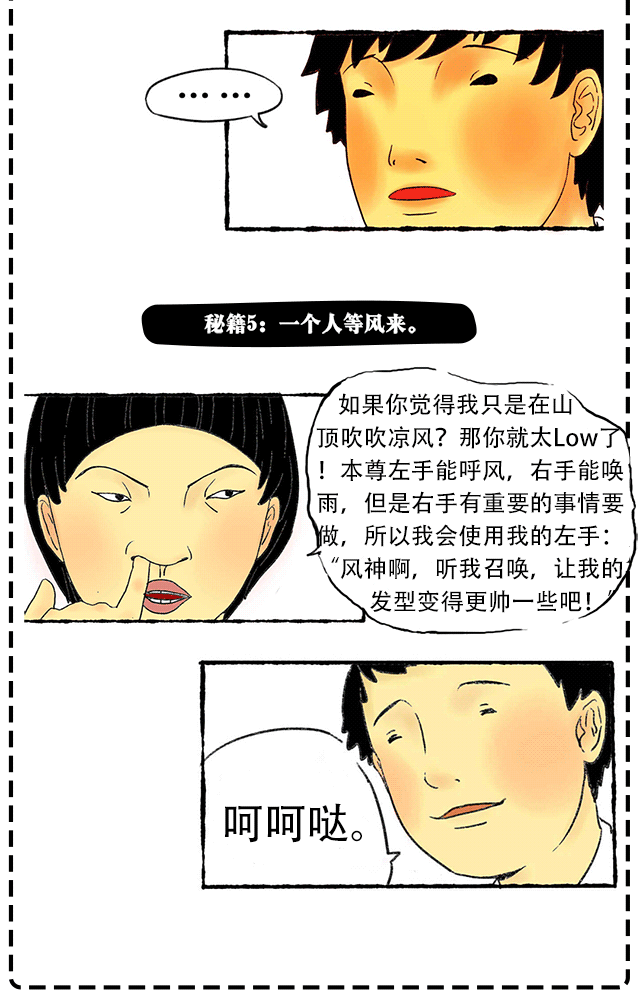 ……
秘籍5：一个人等风来。
如果你觉得我只是在山
顶吹吹凉风？那你就太Low了
！本尊左手能呼风，右手能唤
雨，但是右手有重要的事情要
做，所以我会使用我的左手：
“风神啊，听我召唤，让我的
发型变得更帅一些吧！”
呵呵哒。